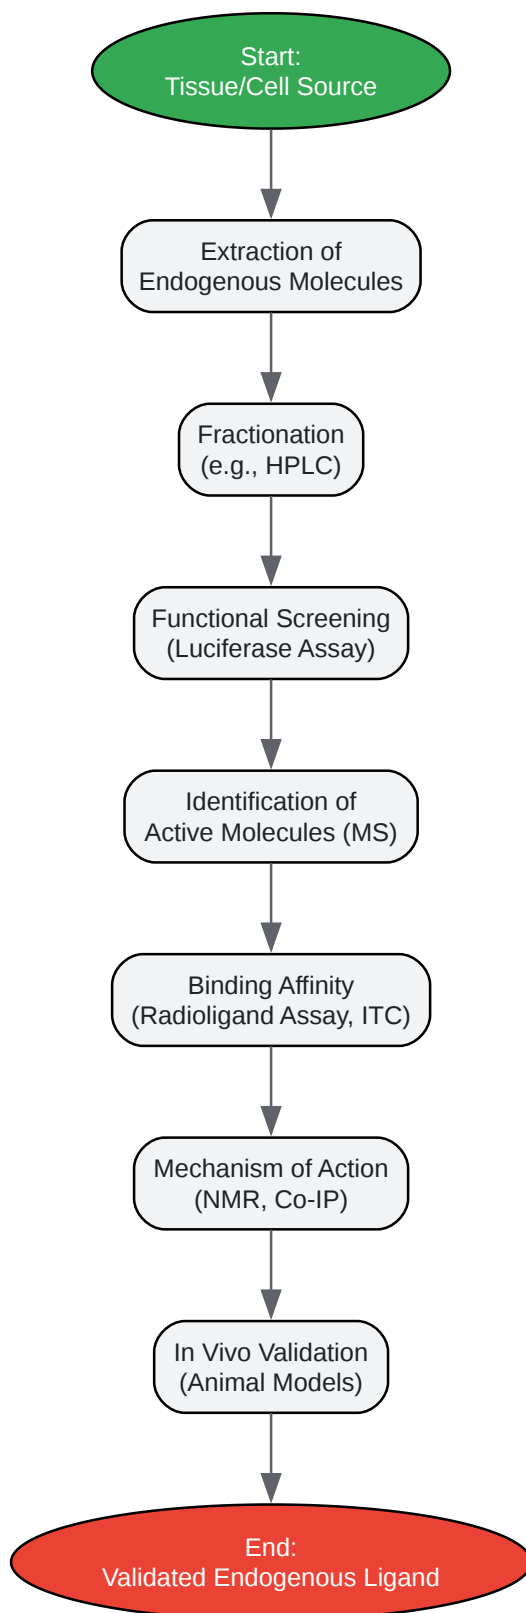 Start:
Tissue/Cell Source
Extraction of
Endogenous Molecules
Fractionation
(e.g., HPLC)
Functional Screening
(Luciferase Assay)
Identification of
Active Molecules (MS)
Binding Affinity
(Radioligand Assay, ITC)
Mechanism of Action
(NMR, Co-IP)
In Vivo Validation
(Animal Models)
End:
Validated Endogenous Ligand